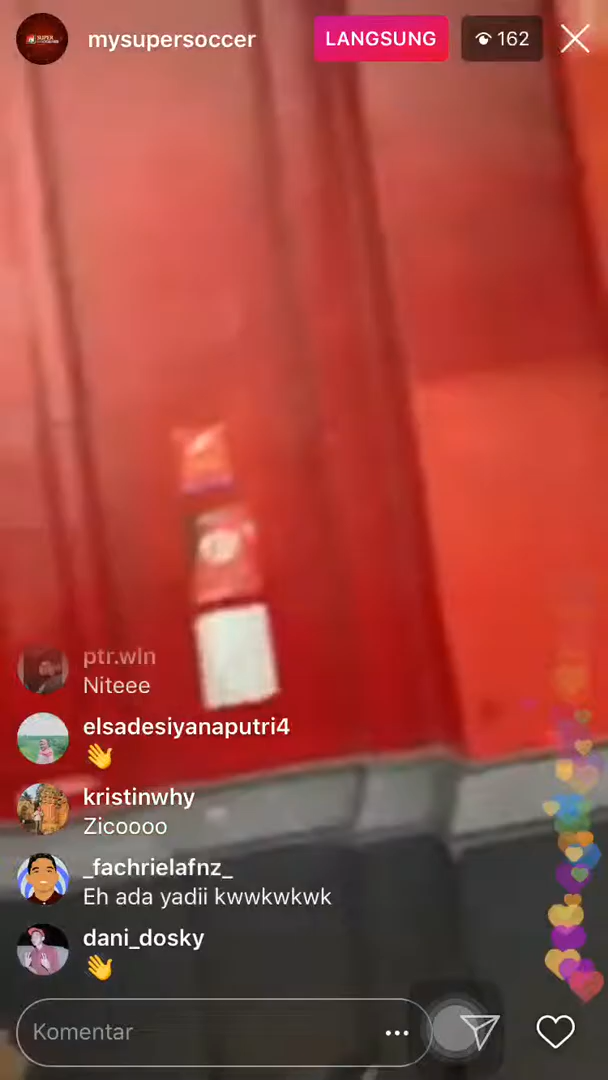 mysupersoccer
LANGSUNG
162
ptr.wln
Niteee
elsadesiyanaputri4
👋
kristinwhy
Zicoooo
_fachrielafnz_
Eh ada yadii kwwkwkwk
dani_dosky
👋
Komentar